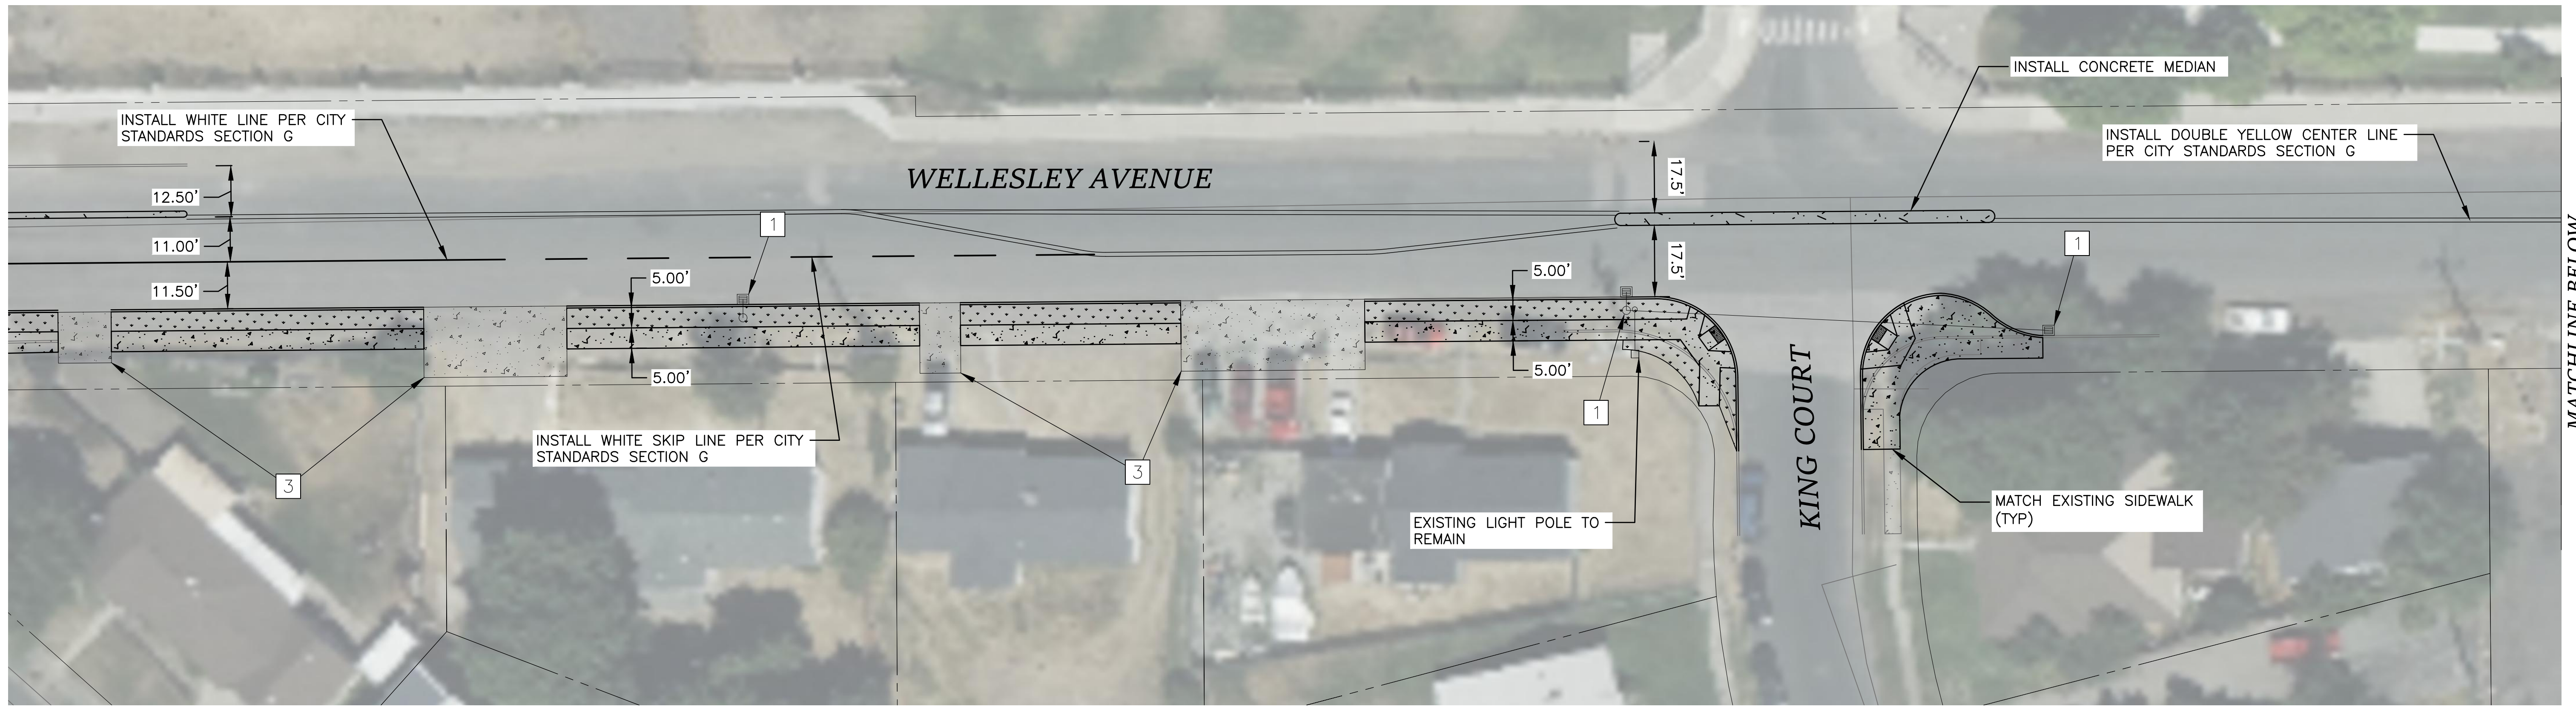 INSTALL CONCRETE MEDIAN
INSTALL WHITE LINE PER CITY
STANDARDS SECTION G
INSTALL DOUBLE YELLOW CENTER LINE
PER CITY STANDARDS SECTION G
WELLESLEY AVENUE
12.50'
17.5'
1
11.00'
1
17.5'
5.00'
5.00'
11.50'
MATCHLINE BELOW
5.00'
5.00'
KING COURT
1
INSTALL WHITE SKIP LINE PER CITY
STANDARDS SECTION G
3
3
MATCH EXISTING SIDEWALK
(TYP)
EXISTING LIGHT POLE TO
REMAIN